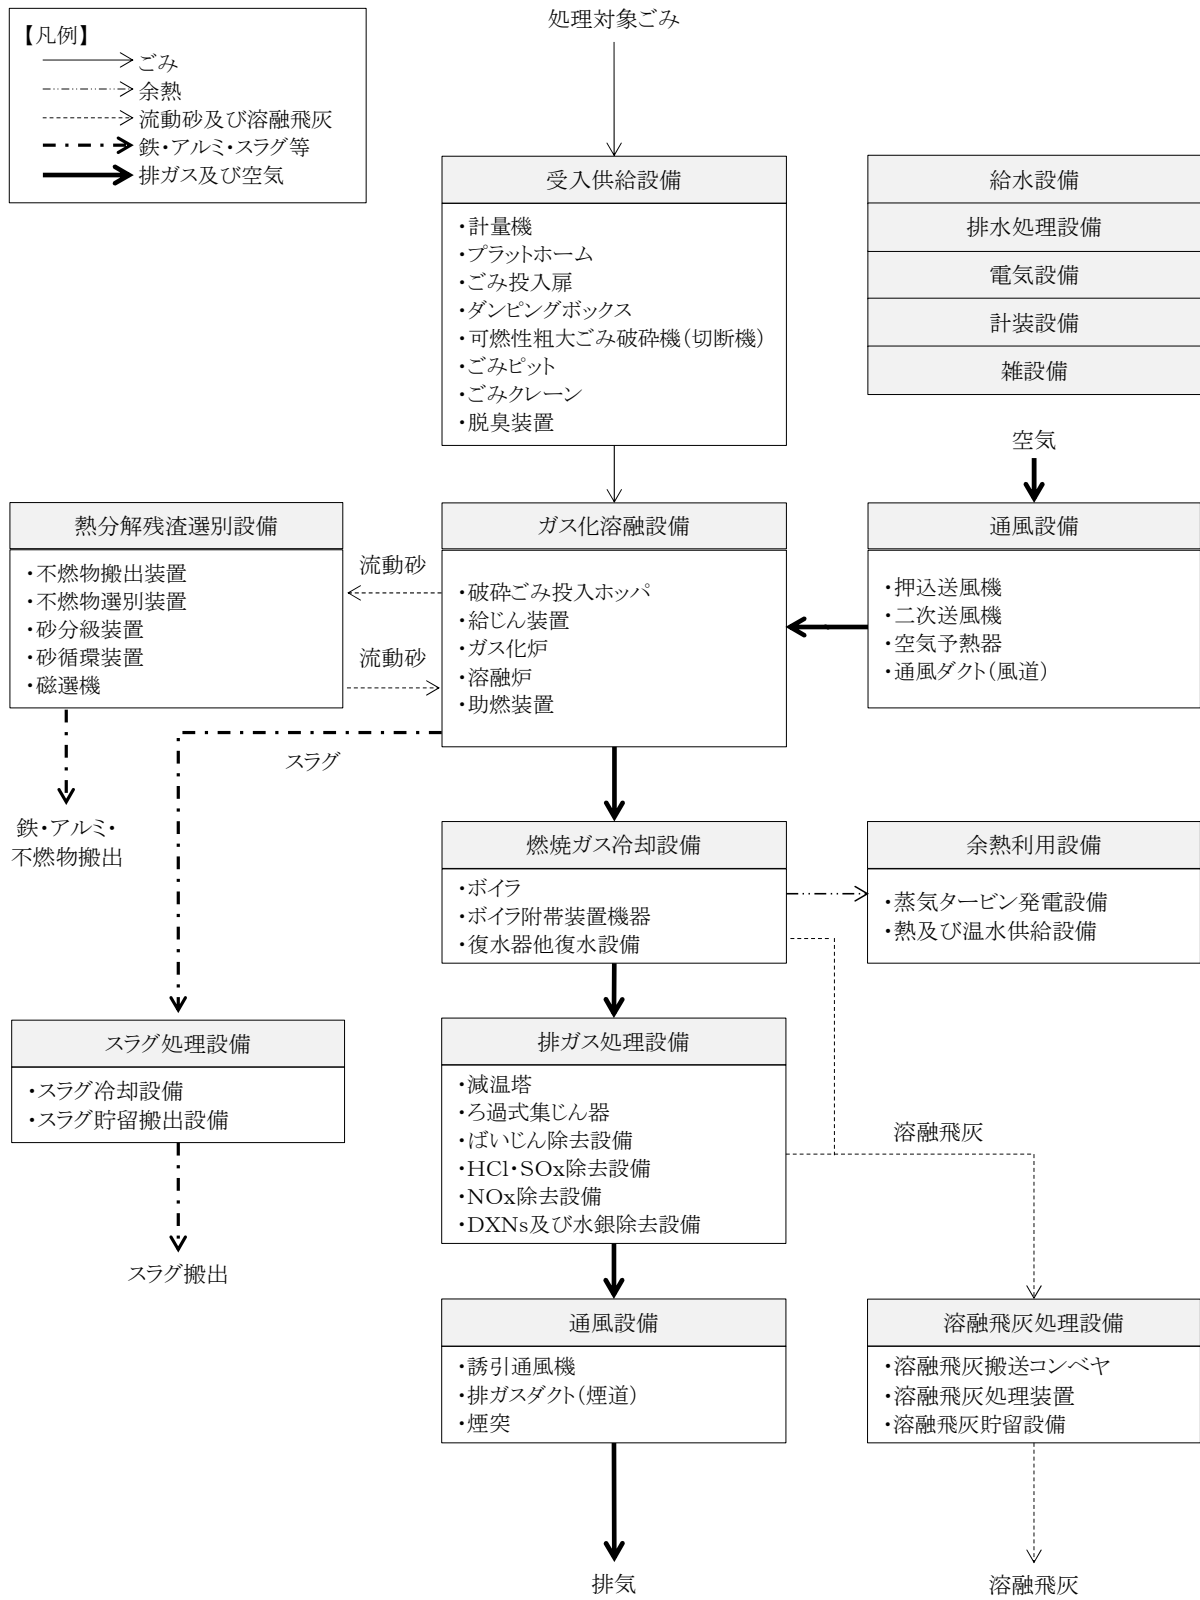 処理対象ごみ
【凡例】
ごみ
余熱
流動砂及び溶融飛灰
鉄・アルミ・スラグ等
排ガス及び空気
受入供給設備
・計量機
・プラットホーム
・ごみ投入扉
・ダンピングボックス
・可燃性粗大ごみ破砕機(切断機)
・ごみピット
・ごみクレーン
・脱臭装置
給水設備
排水処理設備
電気設備
計装設備
雑設備
空気
熱分解残渣選別設備
・不燃物搬出装置
・不燃物選別装置
・砂分級装置
・砂循環装置
・磁選機
流動砂
流動砂
ガス化溶融設備
・破砕ごみ投入ホッパ
・給じん装置
・ガス化炉
・溶融炉
・助燃装置
通風設備
・押込送風機
・二次送風機
・空気予熱器
・通風ダクト(風道)
スラグ
鉄・アルミ・
不燃物搬出
燃焼ガス冷却設備
・ボイラ
・ボイラ附帯装置機器
・復水器他復水設備
余熱利用設備
・蒸気タービン発電設備
・熱及び温水供給設備
スラグ処理設備
・スラグ冷却設備
・スラグ貯留搬出設備
排ガス処理設備
・減温塔
・ろ過式集じん器
・ばいじん除去設備
・HCl・SOx除去設備
・NOx除去設備
・DXNs及び水銀除去設備
溶融飛灰
スラグ搬出
通風設備
・誘引通風機
・排ガスダクト(煙道)
・煙突
溶融飛灰処理設備
・溶融飛灰搬送コンベヤ
・溶融飛灰処理装置
・溶融飛灰貯留設備
排気
溶融飛灰